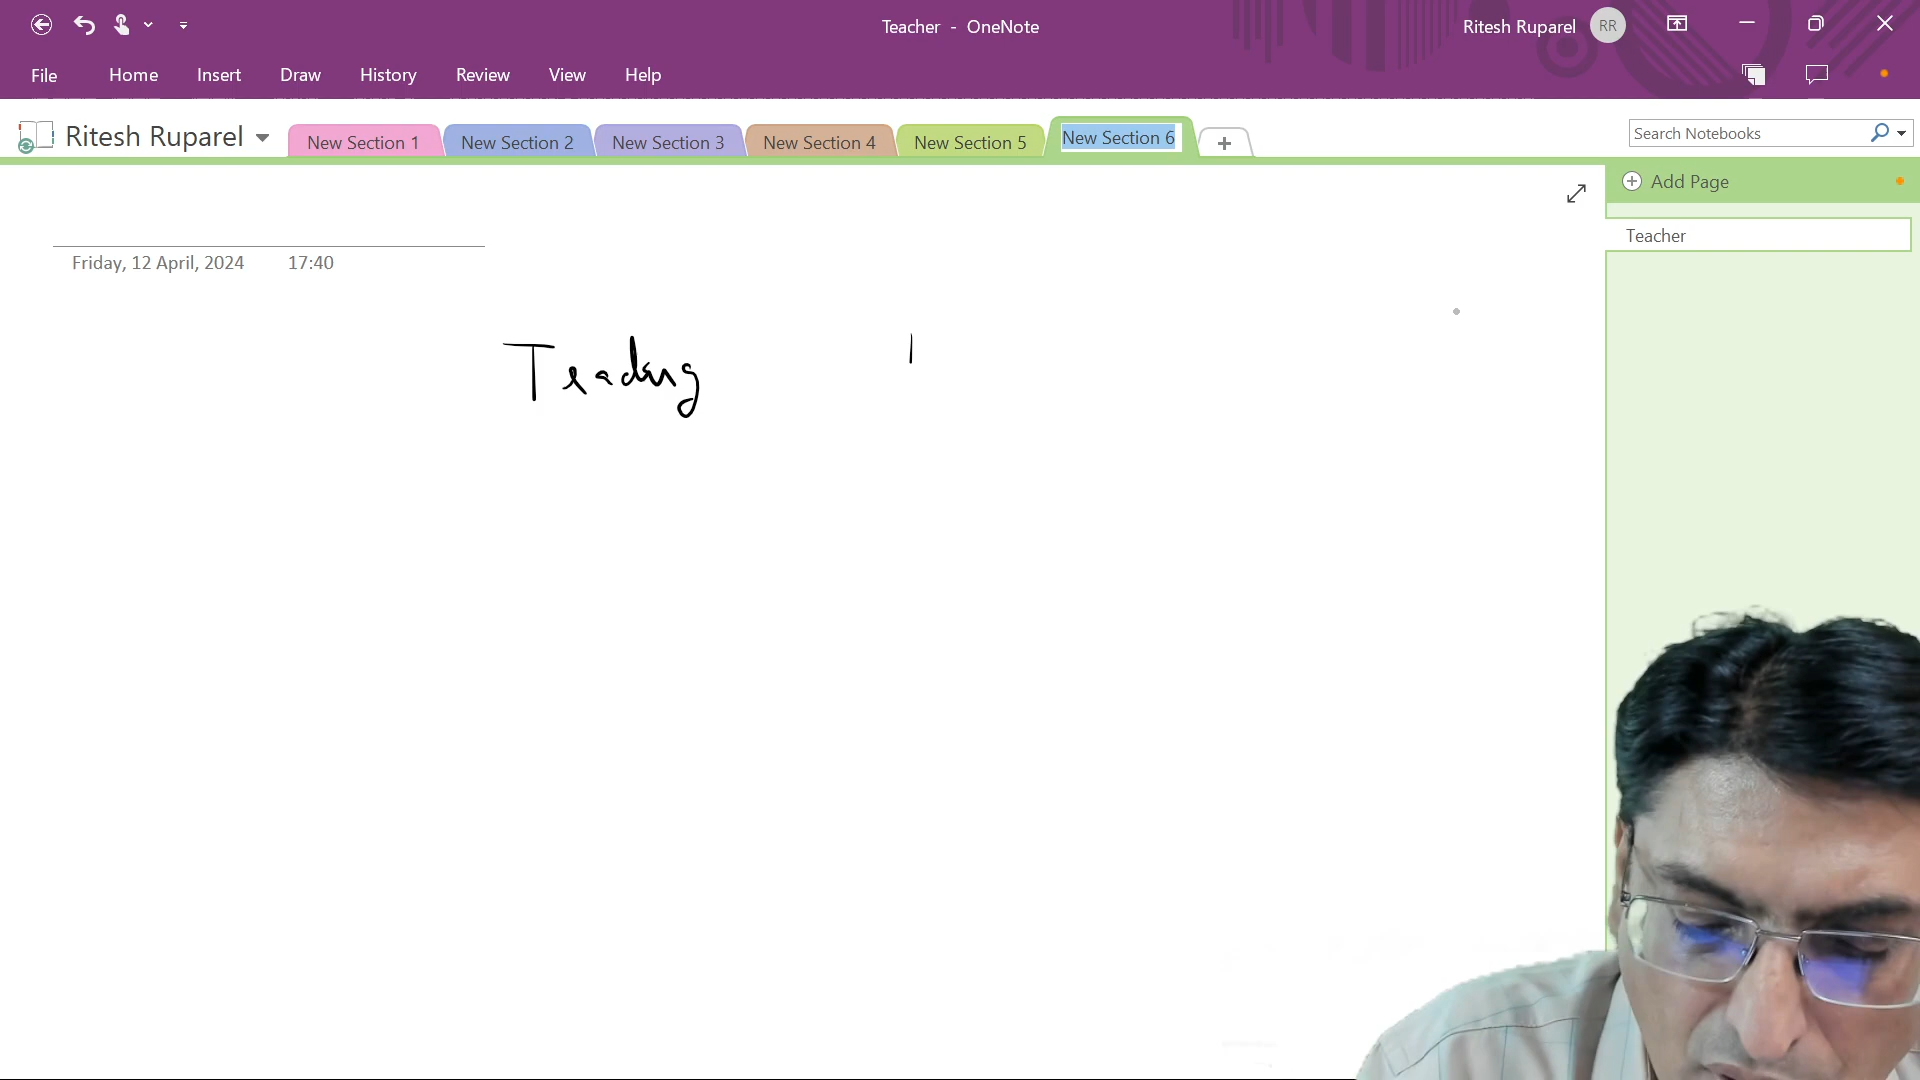 Teacher - OneNote
Ritesh Ruparel RR
File Home Insert Draw History Review View Help
Ritesh Ruparel New Section 1 New Section 2 New Section 3 New Section 4 New Section 5 New Section 6 + Search Notebooks
Add Page
Teacher
Friday, 12 April, 2024 17:40
Trading